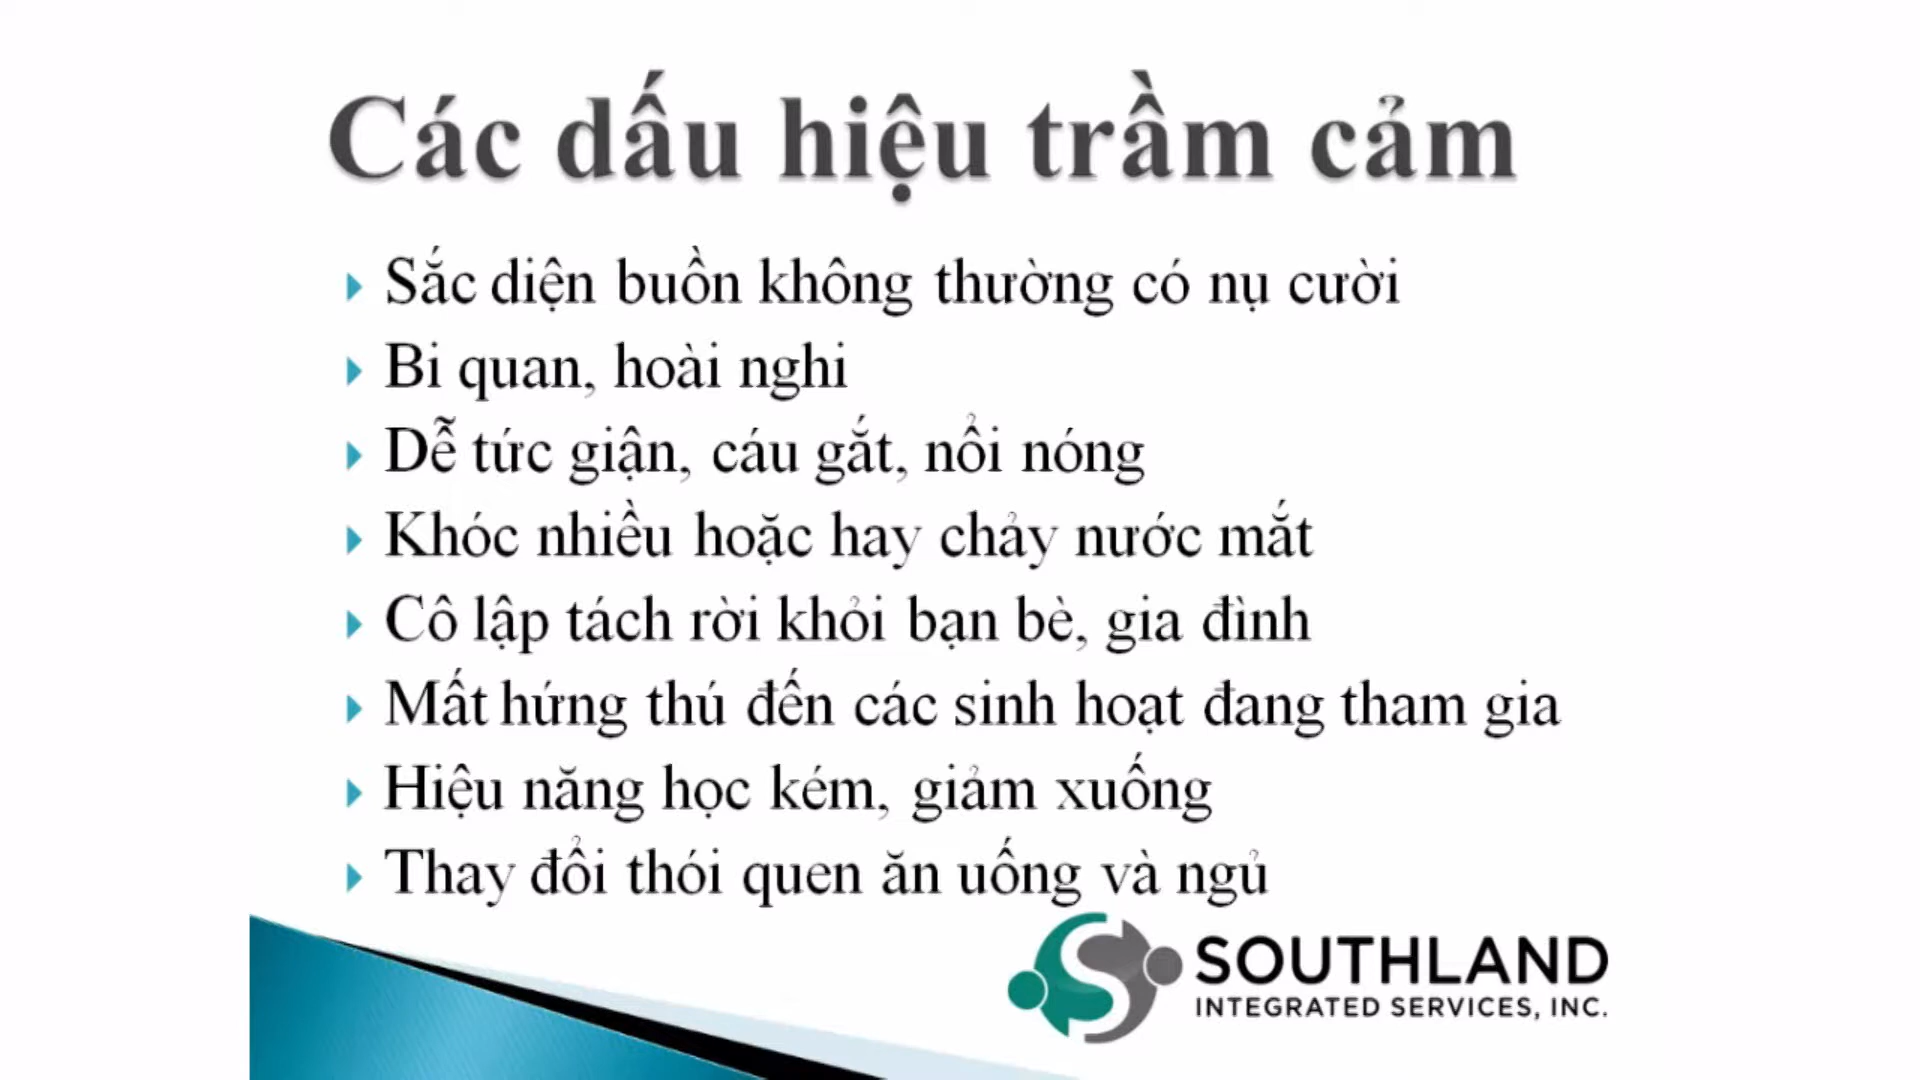 Các dấu hiệu trầm cảm
Sắc diện buồn không thường có nụ cười
Bi quan, hoài nghi
Dễ tức giận, cáu gắt, nổi nóng
Khóc nhiều hoặc hay chảy nước mắt
Cô lập tách rời khỏi bạn bè, gia đình
Mất hứng thú đến các sinh hoạt đang tham gia
Hiệu năng học kém, giảm xuống
Thay đổi thói quen ăn uống và ngủ
SOUTHLAND
INTEGRATED SERVICES, INC.